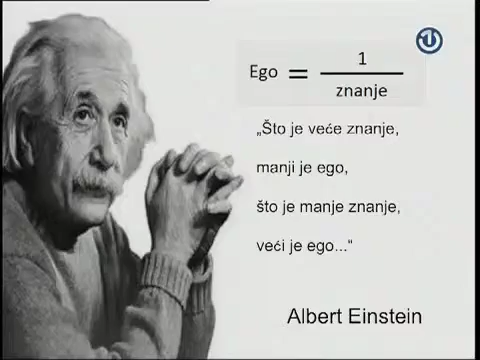 Ego = 1
znanje
„Što je veće znanje,
manji je ego,
što je manje znanje,
veći je ego...“
Albert Einstein